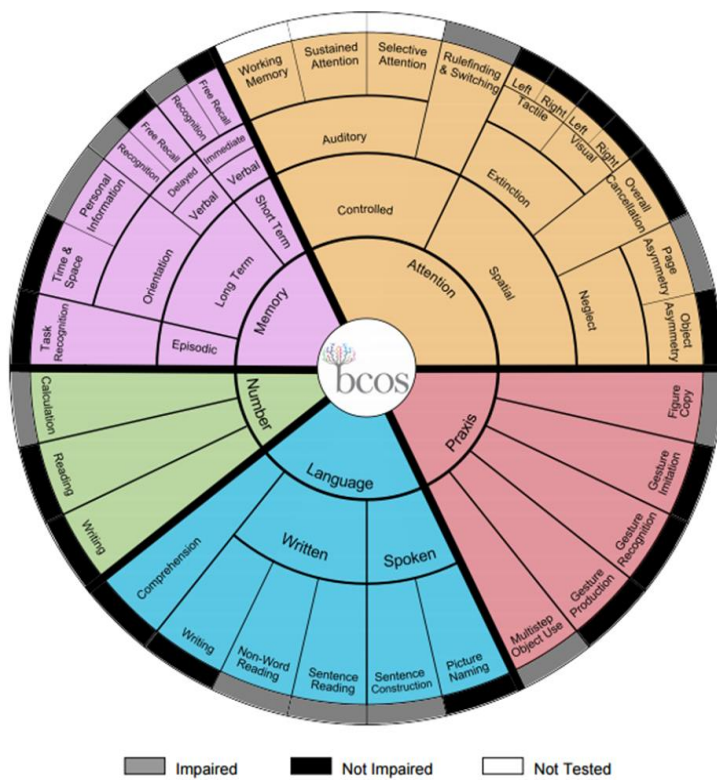 Working
Memory
Sustained
Attention
Selective
Attention
Rulefinding
& Switching
Left
Right
Left
Right
Tactile
Visual
Overall
Cancellation
Page
Asymmetry
Object
Asymmetry
Auditory
Extinction
Controlled
Spatial
Neglect
Attention
Free Recall
Recognition
Free Recall
Recognition
Immediate
Delayed
Verbal
Verbal
Personal
Information
Time &
Space
Task
Recognition
Orientation
Short Term
Long Term
Episodic
Memory
bcos
Calculation
Reading
Writing
Number
Language
Comprehension
Written
Spoken
Writing
Non-Word
Reading
Sentence
Reading
Sentence
Construction
Picture
Naming
Praxis
Figure
Copy
Gesture
Imitation
Gesture
Recognition
Gesture
Production
Multistep
Object Use
Impaired
Not Impaired
Not Tested